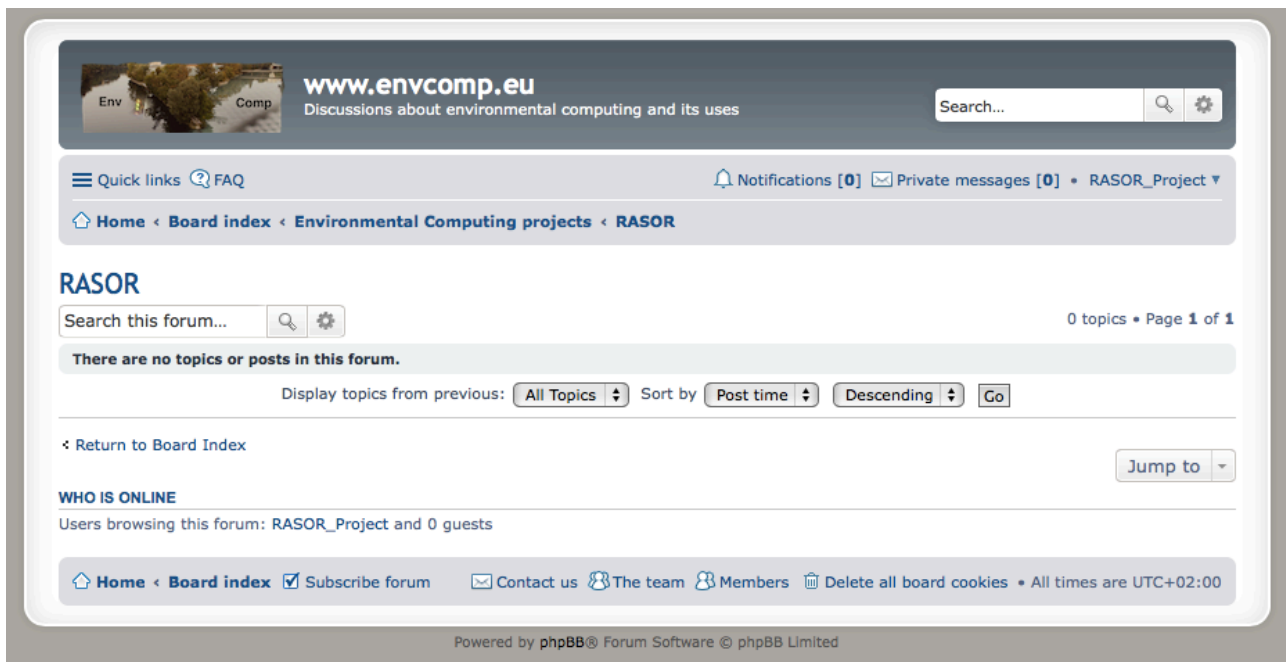 Env Comp
www.envcomp.eu
Discussions about environmental computing and its uses
Search...
Quick links FAQ
Notifications [0] Private messages [0] • RASOR_Project
Home ‹ Board index ‹ Environmental Computing projects ‹ RASOR
RASOR
Search this forum...
0 topics • Page 1 of 1
There are no topics or posts in this forum.
Display topics from previous: All Topics Sort by Post time Descending Go
Return to Board Index
Jump to
WHO IS ONLINE
Users browsing this forum: RASOR_Project and 0 guests
Home ‹ Board index Subscribe forum Contact us The team Members Delete all board cookies • All times are UTC+02:00
Powered by phpBB® Forum Software © phpBB Limited